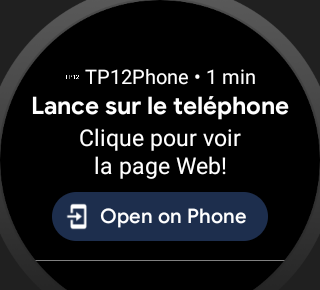 TP12 TP12Phone • 1 min
Lance sur le teléphone
Clique pour voir
la page Web!
Open on Phone